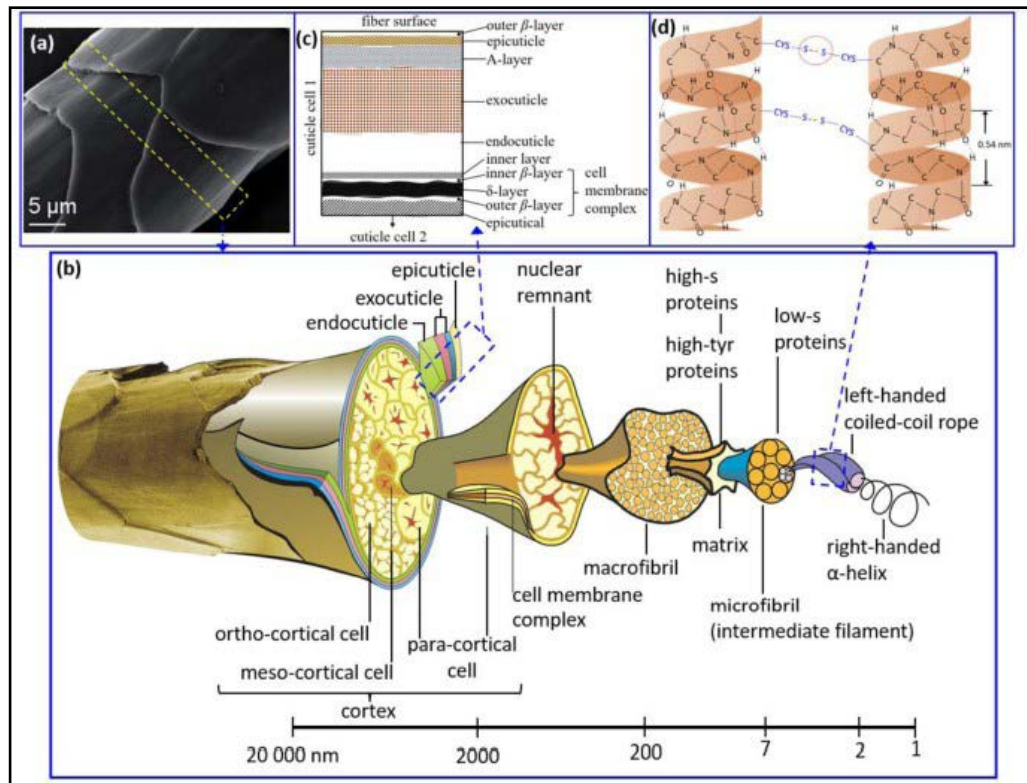 (a)
5 µm
(c)
fiber surface
cuticle cell 1
outer β-layer
epicuticle
A-layer
exocuticle
endocuticle
inner layer
inner β-layer
δ-layer
outer β-layer
epicutical
cell
membrane
complex
cuticle cell 2
(d)
CYS S S CYS
CYS S S CYS
0.54 nm
(b)
epicuticle
exocuticle
endocuticle
nuclear
remnant
high-s
proteins
high-tyr
proteins
low-s
proteins
left-handed
coiled-coil rope
right-handed
α-helix
matrix
macrofibril
microfibril
(intermediate filament)
cell membrane
complex
ortho-cortical cell
meso-cortical cell
para-cortical
cell
cortex
20 000 nm 2000 200 7 2 1